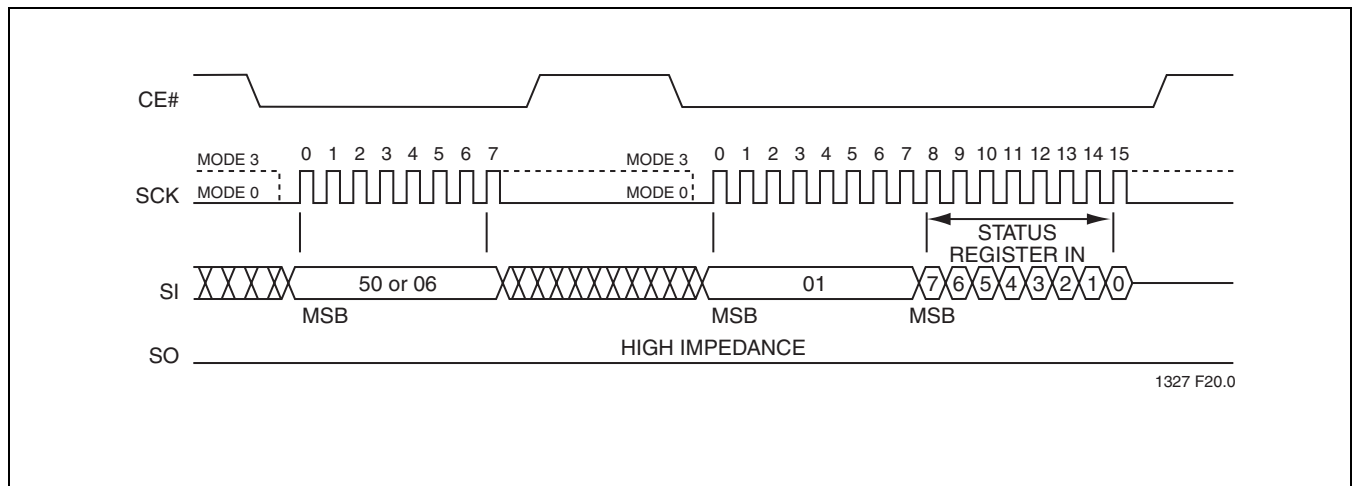 CE#
MODE 3 0 1 2 3 4 5 6 7 MODE 3 0 1 2 3 4 5 6 7 8 9 10 11 12 13 14 15
SCK MODE 0 MODE 0
STATUS
REGISTER IN
SI 50 or 06 01 7 6 5 4 3 2 1 0
MSB MSB MSB
SO HIGH IMPEDANCE
1327 F20.0